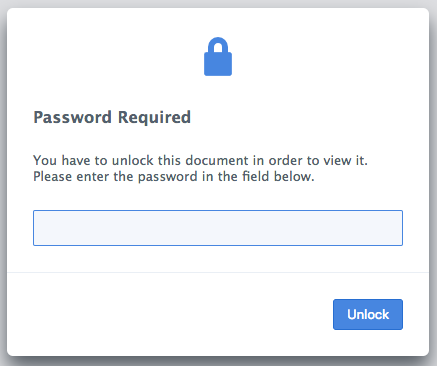 Password Required
You have to unlock this document in order to view it.
Please enter the password in the field below.
Unlock